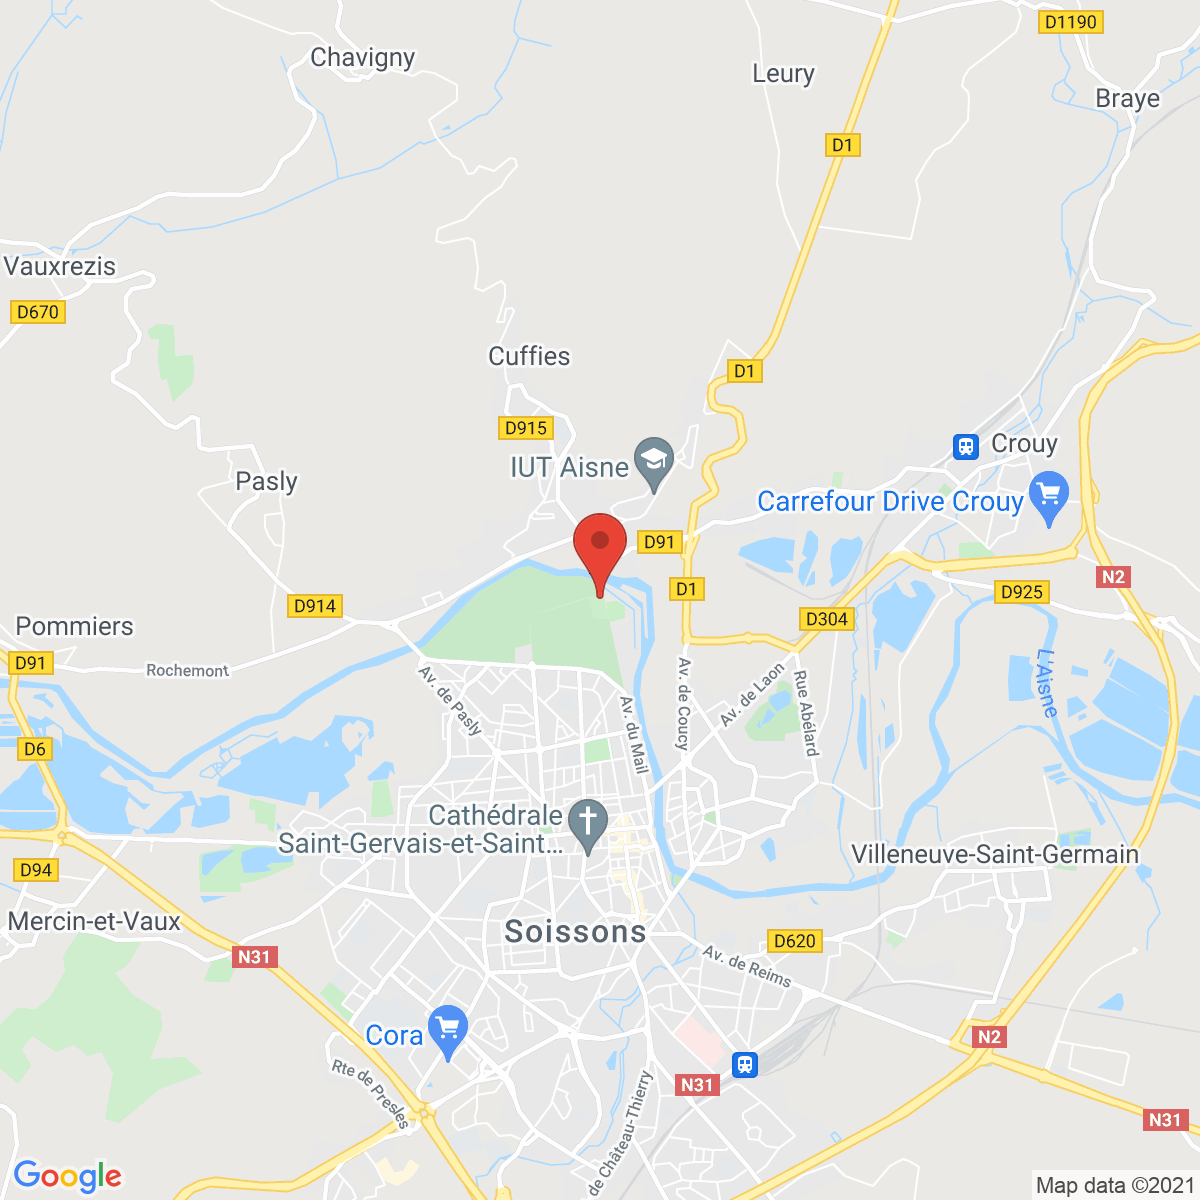 D1190
Chavigny
Leury
Braye
D1
Vauxrezis
D670
Cuffies
D1
D915
Crouy
IUT Aisne
Pasly
Carrefour Drive Crouy
D91
N2
D1
D925
D914
D304
Pommiers
D91
Rochemont
L'Aisne
Av. de Pasly
Av. de Coucy
Av. de Laon
Rue Abélard
Av. du Mail
D6
Cathédrale
Saint-Gervais-et-Saint...
Villeneuve-Saint-Germain
D94
Mercin-et-Vaux
Soissons
D620
N31
Av. de Reims
Cora
N2
Rte de Presles
N31
de Château-Thierry
N31
Google
Map data ©2021